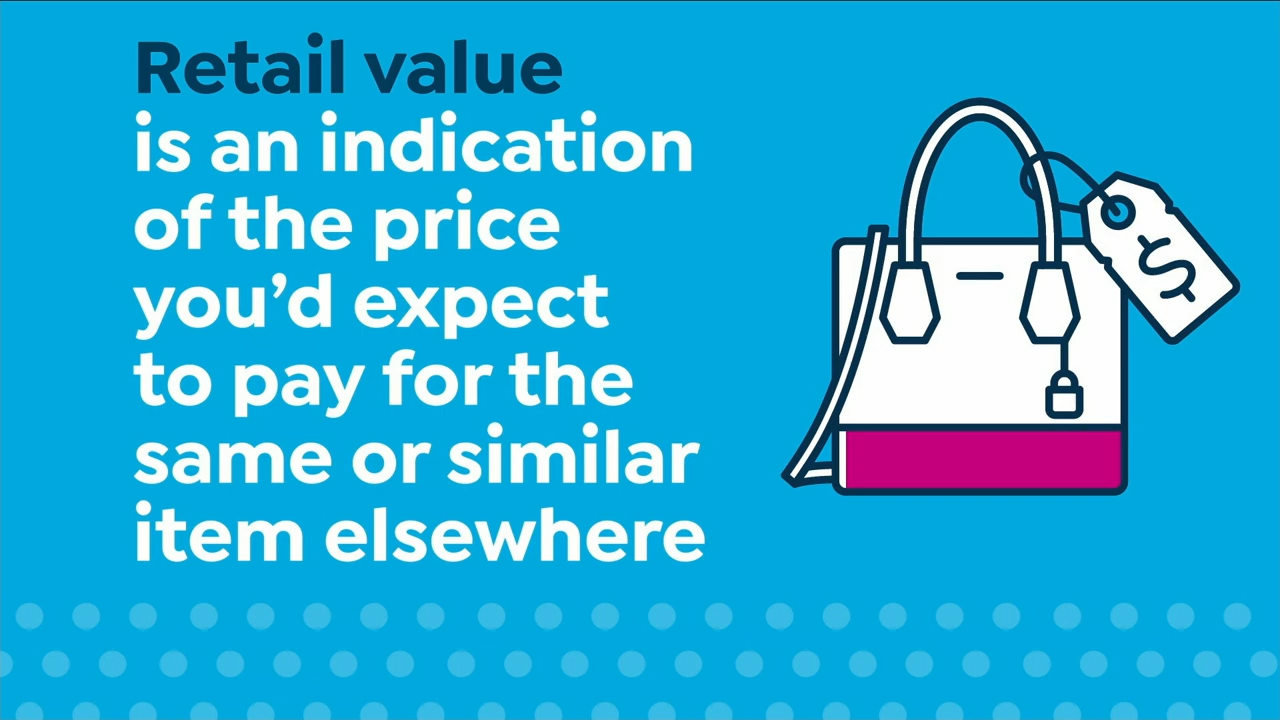 Retail value
is an indication
of the price
you’d expect
to pay for the
same or similar
item elsewhere
$